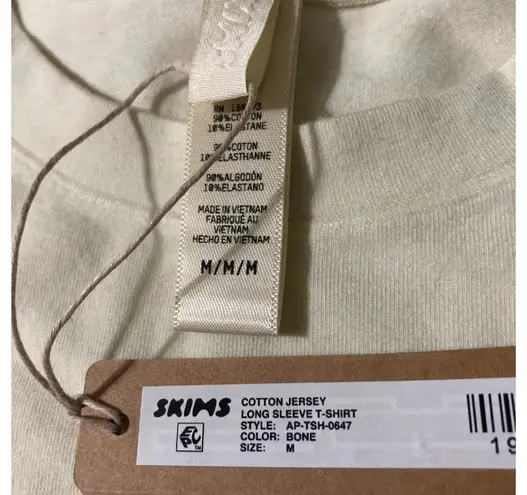 RN
90%COTTON
10%ELASTANE
90%COTON
10%ELASTHANNE
90%ALGODÓN
10%ELASTANO
MADE IN VIETNAM
FABRIQUÉ AU
VIETNAM
HECHO EN VIETNAM
M/M/M
SKIMS
COTTON JERSEY
LONG SLEEVE T-SHIRT
STYLE: AP-TSH-0647
COLOR: BONE
SIZE: M
19